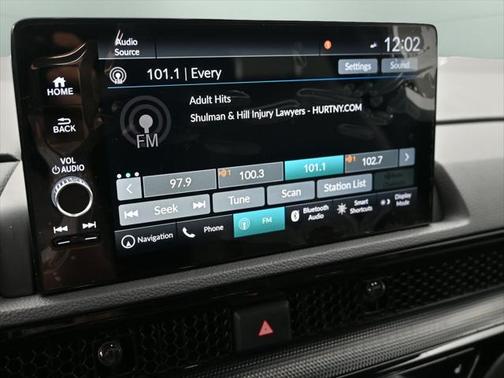 Audio Source
12:02
101.1 | Every
Settings
Sound
HOME
Adult Hits
Shulman & Hill Injury Lawyers - HURTNY.COM
FM
BACK
VOL
AUDIO
97.9
1 100.3
101.1
1 102.7
Seek
Tune
Scan
Station List
Navigation
Phone
FM
Bluetooth Audio
Smart Shortcuts
Display Mode